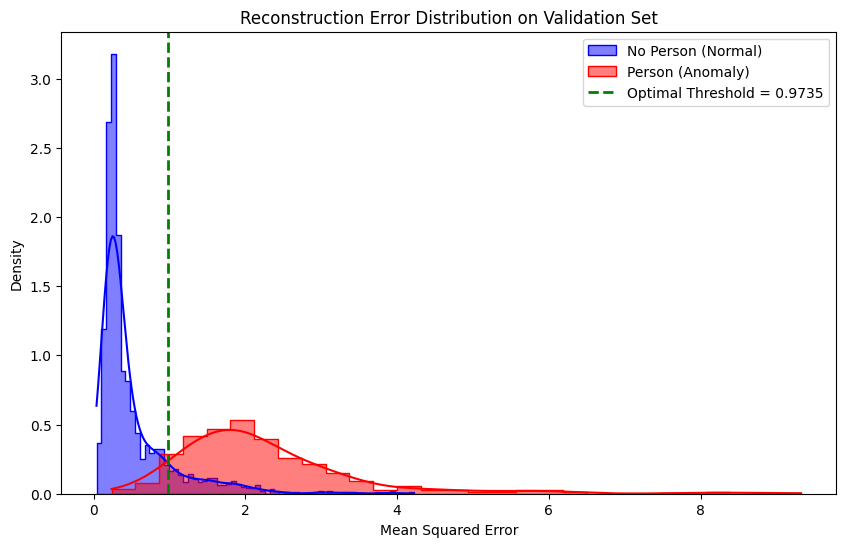 Reconstruction Error Distribution on Validation Set
No Person (Normal)
Person (Anomaly)
Optimal Threshold = 0.9735
Density
3.0
2.5
2.0
1.5
1.0
0.5
0.0
0 2 4 6 8
Mean Squared Error